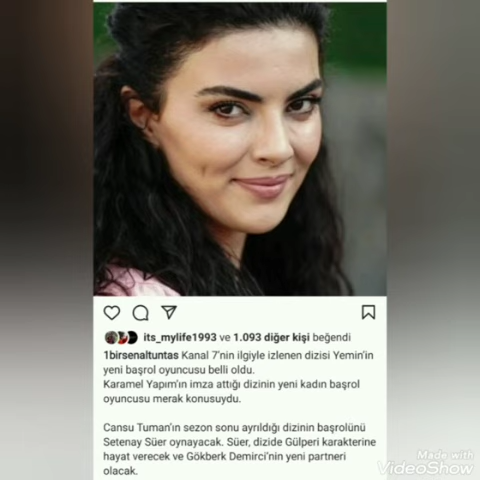 its_mylife1993 ve 1.093 diğer kişi beğendi
1birsenaltuntas Kanal 7'nin ilgiyle izlenen dizisi Yemin'in
yeni başrol oyuncusu belli oldu.
Karamel Yapım'ın imza attığı dizinin yeni kadın başrol
oyuncusu merak konusuydu.
Cansu Tuman'ın sezon sonu ayrıldığı dizinin başrolünü
Setenay Süer oynayacak. Süer, dizide Gülperi karakterine
hayat verecek ve Gökberk Demirci'nin yeni partneri
olacak.
Made with
VideoShow